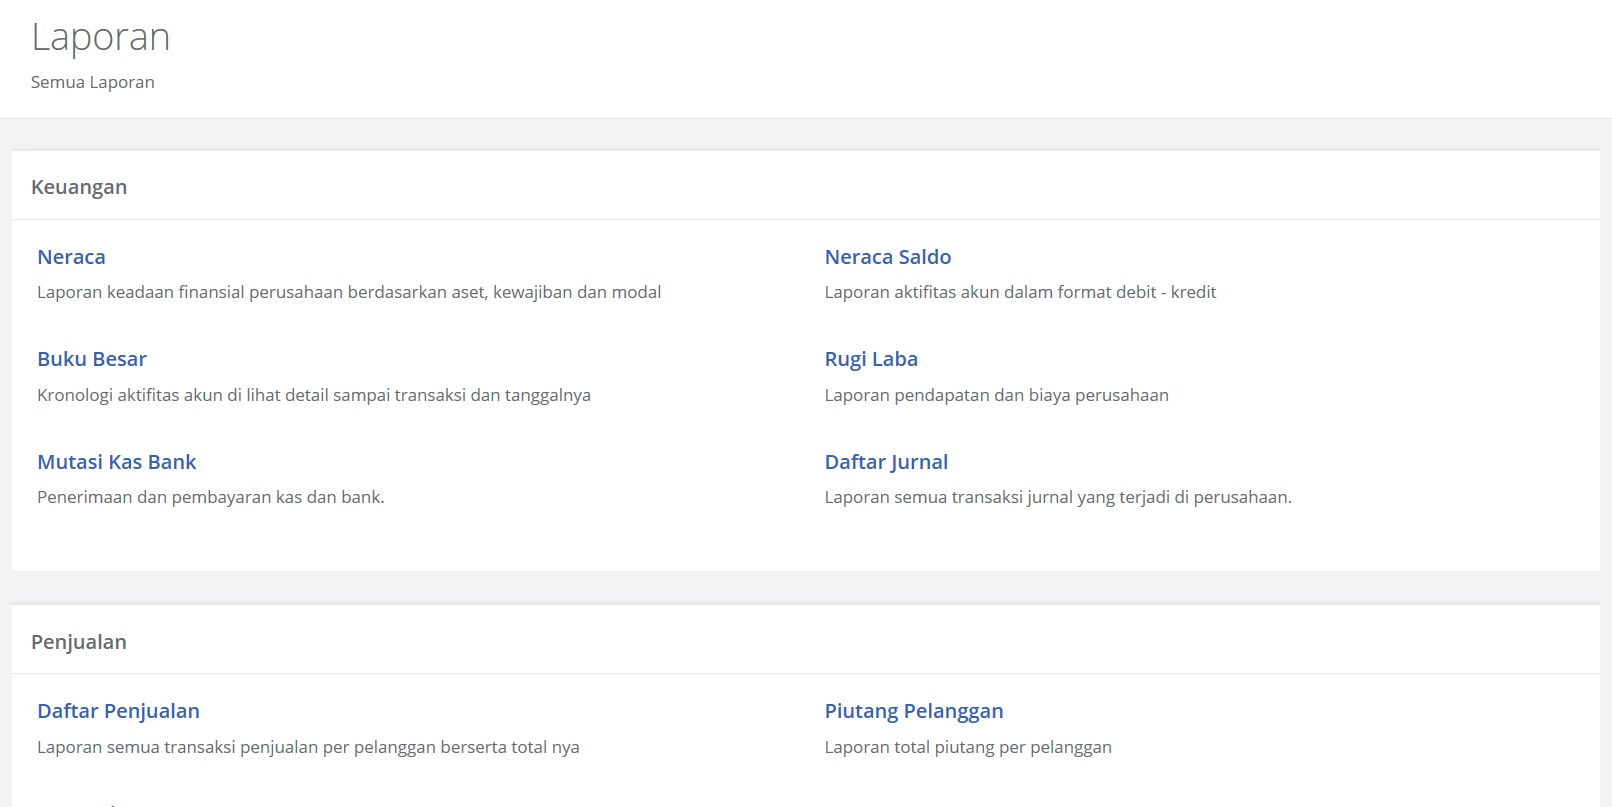 Laporan
Semua Laporan
Keuangan
Neraca
Laporan keadaan finansial perusahaan berdasarkan aset, kewajiban dan modal
Neraca Saldo
Laporan aktifitas akun dalam format debit - kredit
Buku Besar
Kronologi aktifitas akun di lihat detail sampai transaksi dan tanggalnya
Rugi Laba
Laporan pendapatan dan biaya perusahaan
Mutasi Kas Bank
Penerimaan dan pembayaran kas dan bank.
Daftar Jurnal
Laporan semua transaksi jurnal yang terjadi di perusahaan.
Penjualan
Daftar Penjualan
Laporan semua transaksi penjualan per pelanggan berserta total nya
Piutang Pelanggan
Laporan total piutang per pelanggan